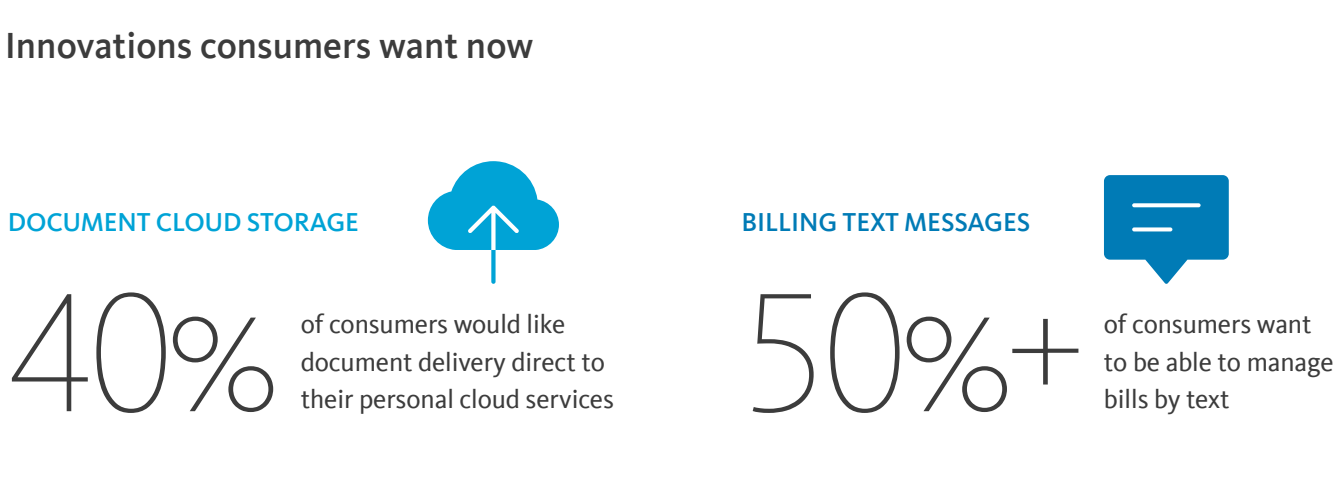 Innovations consumers want now
DOCUMENT CLOUD STORAGE
40%
of consumers would like
document delivery direct to
their personal cloud services
BILLING TEXT MESSAGES
50%+
of consumers want
to be able to manage
bills by text